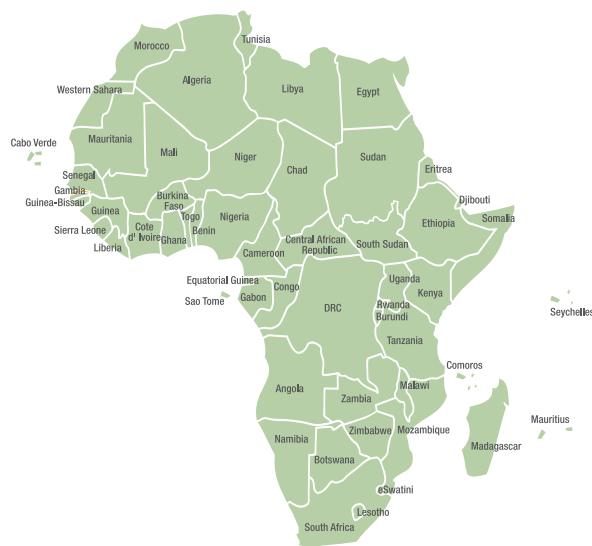 Tunisia
Morocco
Algeria
Libya
Egypt
Western Sahara
Mauritania
Cabo Verde
Mali
Niger
Chad
Sudan
Senegal
Eritrea
Gambia
Burkina
Faso
Djibouti
Guinea-Bissau
Guinea
Togo
Nigeria
Ethiopia
Somalia
Sierra Leone
Cote
d' Ivoire
Ghana
Benin
Liberia
Central African
Republic
South Sudan
Cameroon
Equatorial Guinea
Congo
Uganda
Sao Tome
Gabon
Kenya
DRC
Rwanda
Burundi
Seychelles
Tanzania
Comoros
Angola
Malawi
Zambia
Mauritius
Zimbabwe
Mozambique
Namibia
Madagascar
Botswana
eSwatini
Lesotho
South Africa